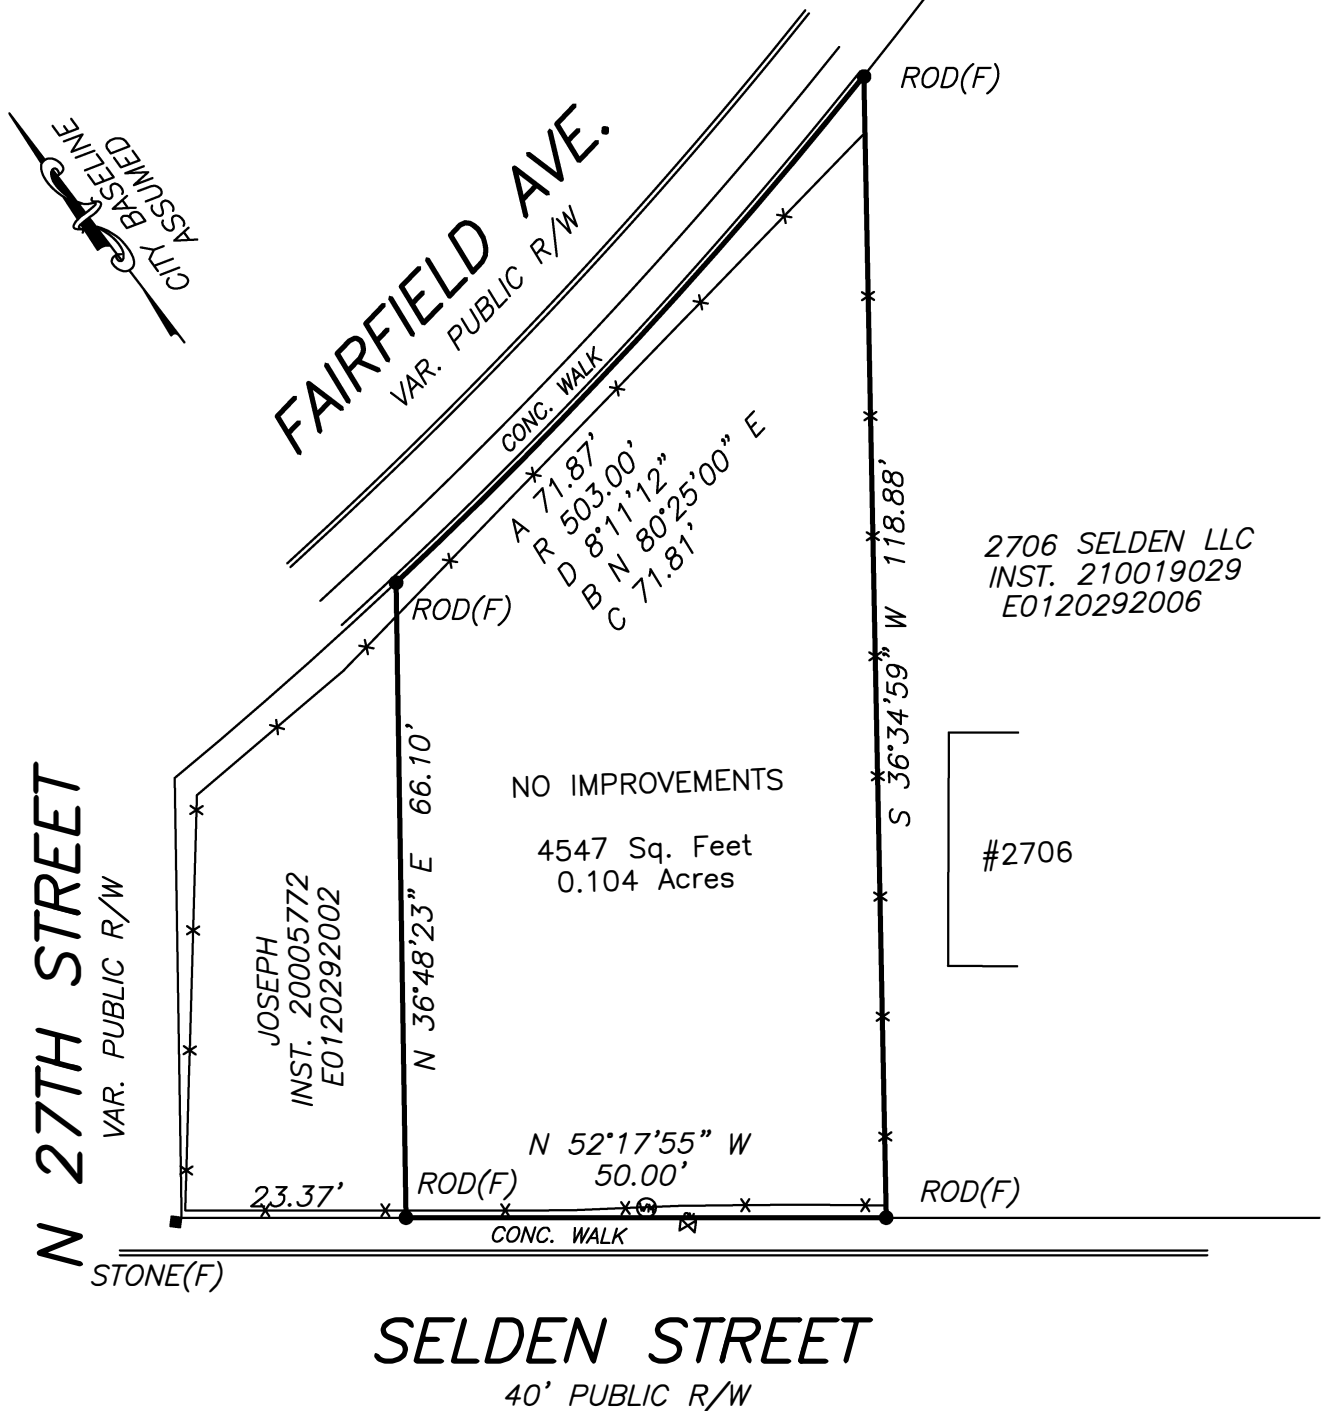 ROD(F)
CITY BASELINE
ASSUMED
FAIRFIELD AVE.
VAR. PUBLIC R/W
CONC. WALK
A 71.87'
R 503.00'
D 8°11'12"
B N 80°25'00" E
C 71.81'
ROD(F)
S 36°34'59" W 118.88'
2706 SELDEN LLC
INST. 210019029
E0120292006
N 36°48'23" E 66.10'
NO IMPROVEMENTS
4547 Sq. Feet
0.104 Acres
#2706
N 27TH STREET
VAR. PUBLIC R/W
JOSEPH
INST. 20005772
E0120292002
N 52°17'55" W
50.00'
23.37'
ROD(F)
ROD(F)
CONC. WALK
STONE(F)
SELDEN STREET
40' PUBLIC R/W